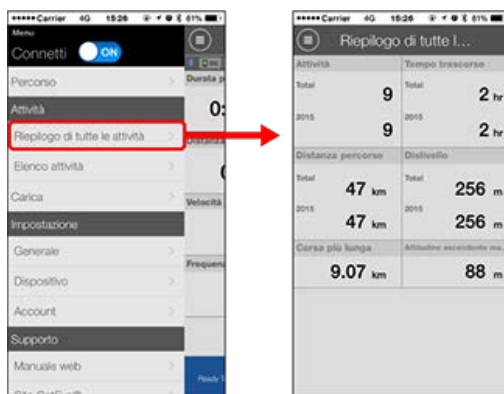 Carrier 4G 15:26 81%
Menu
Connetti ON
Percorso
Attività
Riepilogo di tutte le attività
Elenco attività
Carica
Impostazione
Generale
Dispositivo
Account
Supporto
Manuale web
Durata p
0:
Distanza
0
Velocità
Frequen
Ready T
Carrier 4G 15:26 81%
Riepilogo di tutte l...
Attività Tempo trascorso
Total 9 Total 2 hr
2015 9 2015 2 hr
Distanza percorso Dislivello
Total 47 km Total 256 m
2015 47 km 2015 256 m
Corsa più lunga Altitudine ascendente ma.
9.07 km 88 m